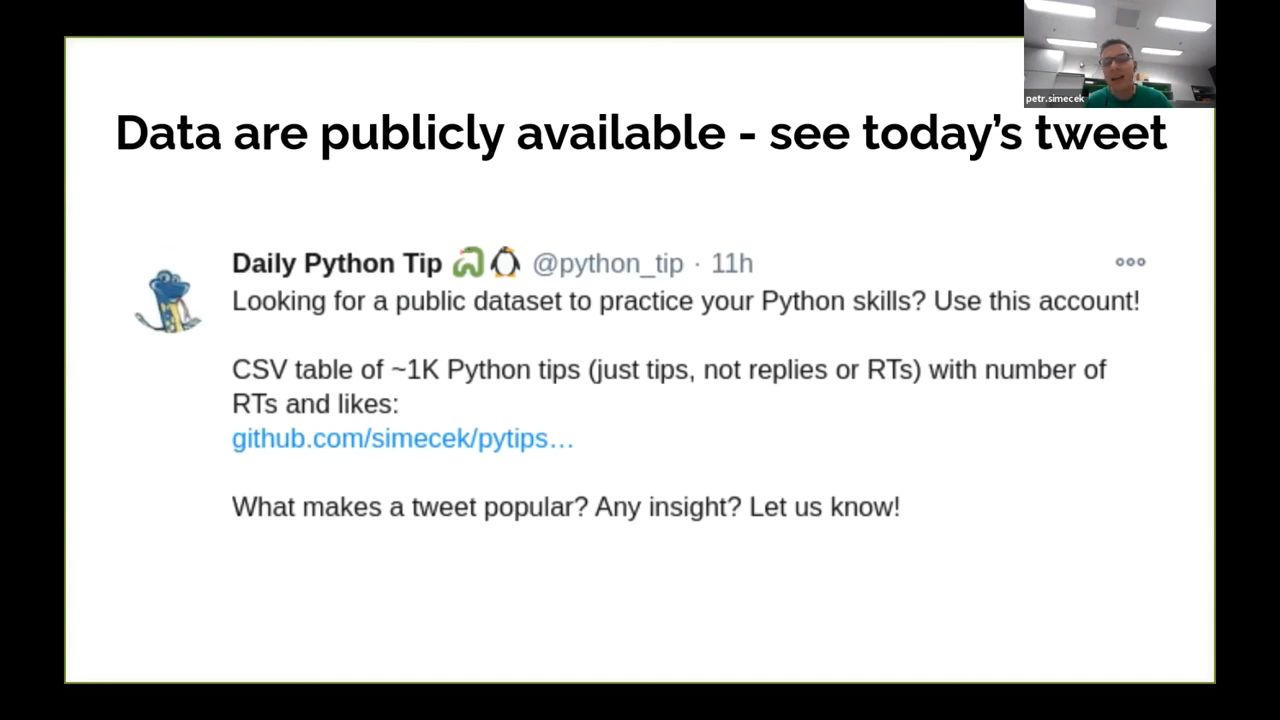 petr.simecek
Data are publicly available - see today’s tweet
Daily Python Tip 🐍🐧 @python_tip · 11h
Looking for a public dataset to practice your Python skills? Use this account!
CSV table of ~1K Python tips (just tips, not replies or RTs) with number of
RTs and likes:
github.com/simecek/pytips…
What makes a tweet popular? Any insight? Let us know!